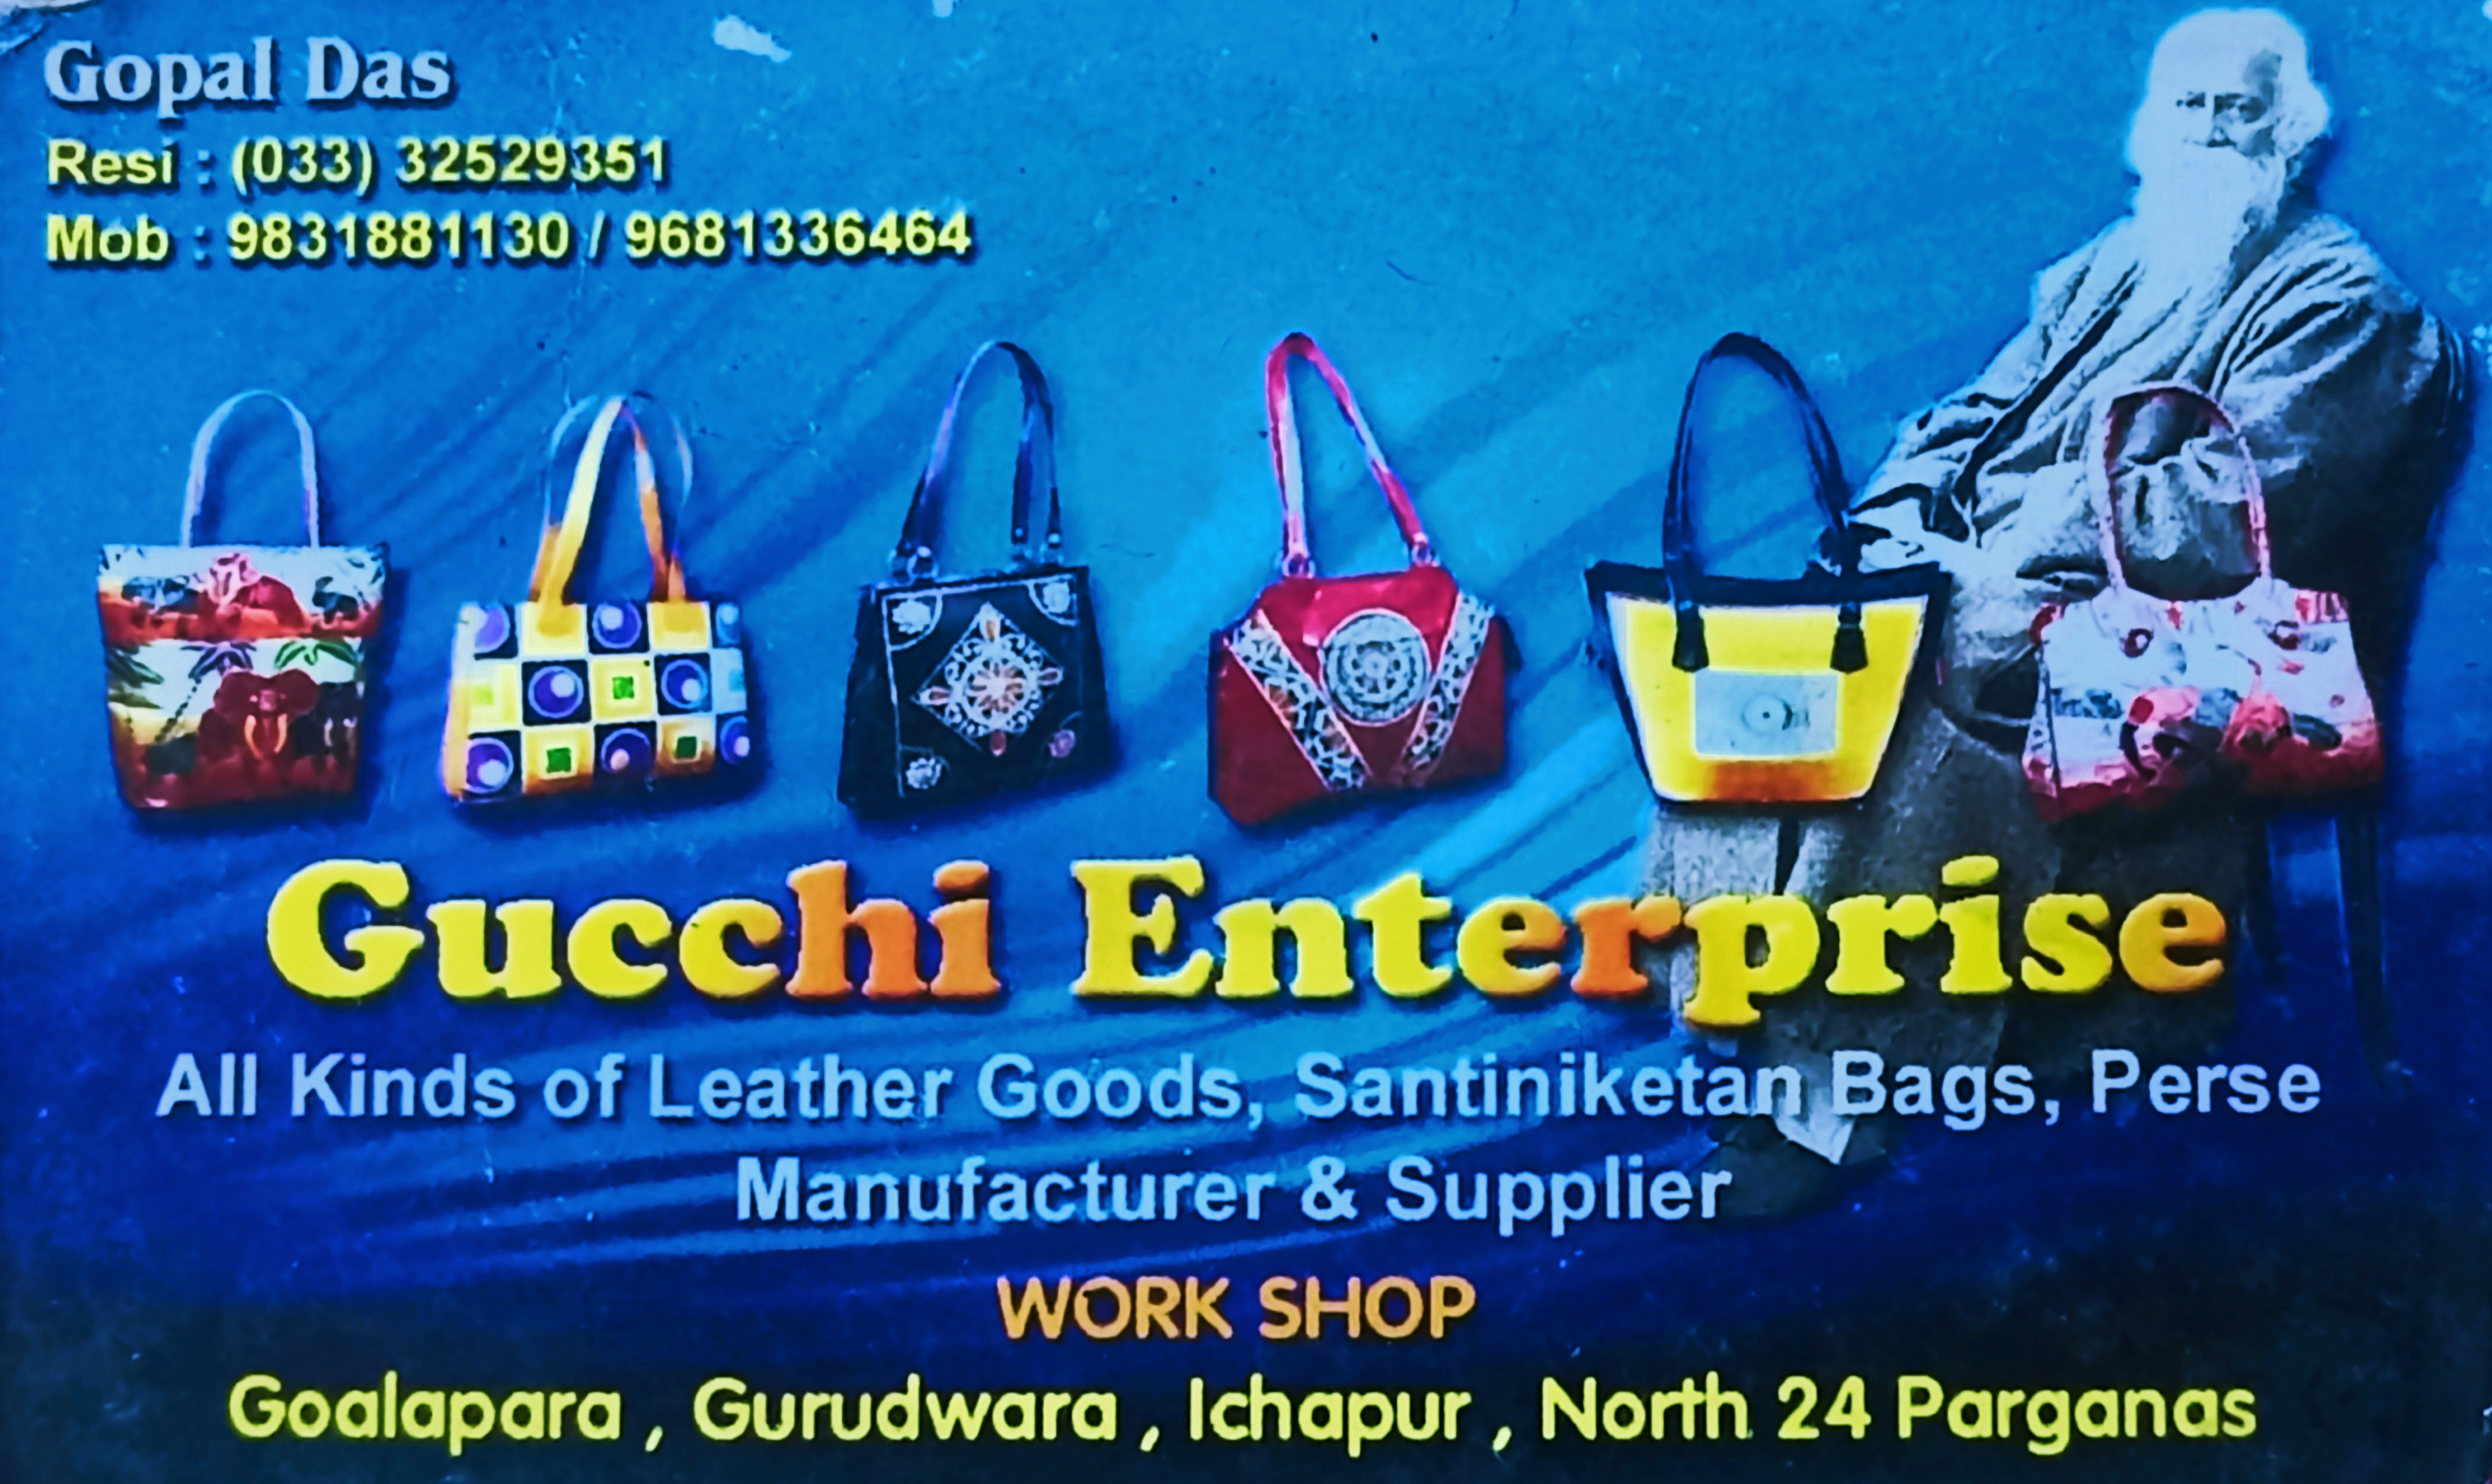 Gopal Das
Resi : (033) 32529351
Mob : 9831881130 / 9681336464
Gucchi Enterprise
All Kinds of Leather Goods, Santiniketan Bags, Perse
Manufacturer & Supplier
WORK SHOP
Goalapara , Gurudwara , Ichapur , North 24 Parganas